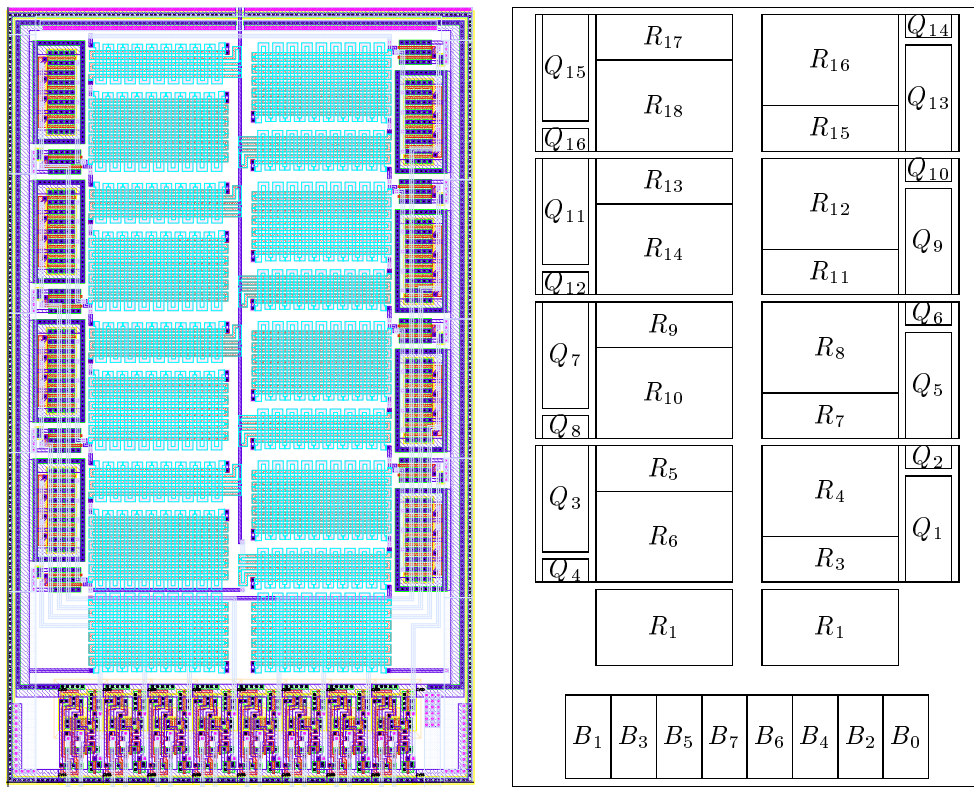 Q₁₅ R₁₇ R₁₆ Q₁₄
Q₁₆ R₁₈ R₁₅ Q₁₃
Q₁₁ R₁₃ R₁₂ Q₁₀
Q₁₂ R₁₄ R₁₁ Q₉
Q₇ R₉ R₈ Q₆
Q₈ R₁₀ R₇ Q₅
Q₃ R₅ R₄ Q₂
Q₄ R₆ R₃ Q₁
R₁ R₁
B₁ B₃ B₅ B₇ B₆ B₄ B₂ B₀